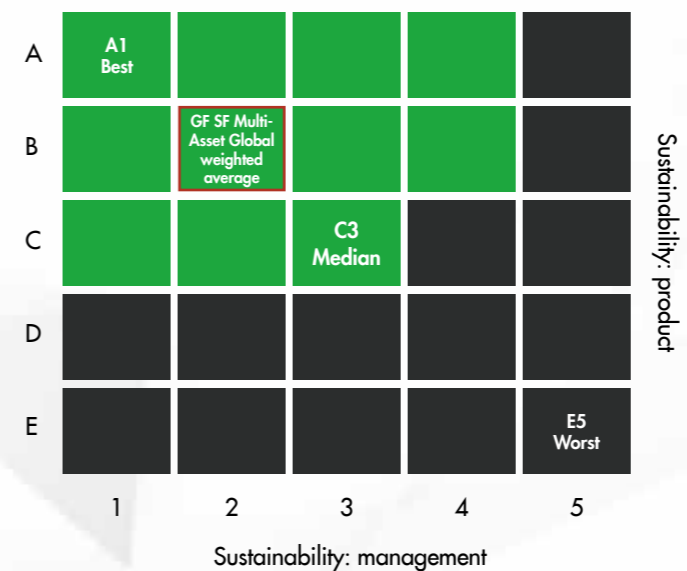 A
A1
Best
B
GF SF Multi-
Asset Global
weighted
average
C
C3
Median
D
E
E5
Worst
Sustainability: product
1 2 3 4 5
Sustainability: management